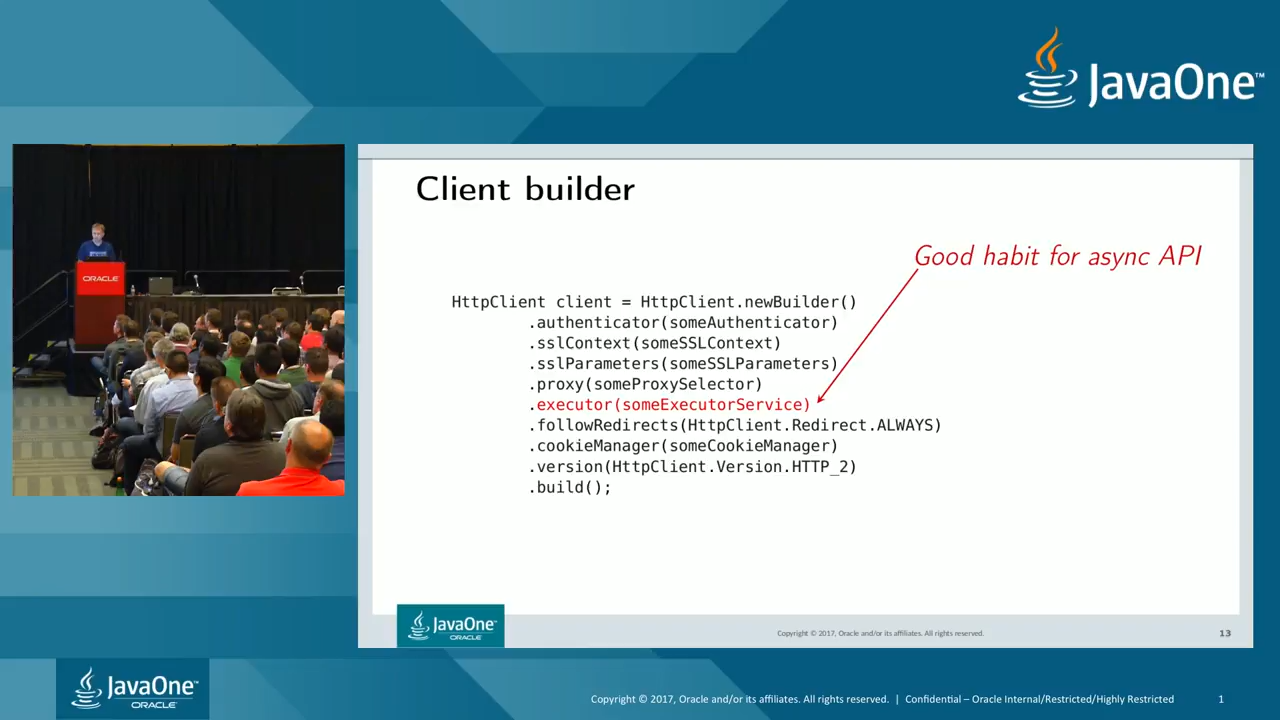 JavaOne™
ORACLE
Client builder
Good habit for async API
HttpClient client = HttpClient.newBuilder()
.authenticator(someAuthenticator)
.sslContext(someSSLContext)
.sslParameters(someSSLParameters)
.proxy(someProxySelector)
.executor(someExecutorService)
.followRedirects(HttpClient.Redirect.ALWAYS)
.cookieManager(someCookieManager)
.version(HttpClient.Version.HTTP_2)
.build();
JavaOne™
ORACLE
Copyright © 2017, Oracle and/or its affiliates. All rights reserved.
13
JavaOne™
ORACLE
Copyright © 2017, Oracle and/or its affiliates. All rights reserved. | Confidential – Oracle Internal/Restricted/Highly Restricted
1